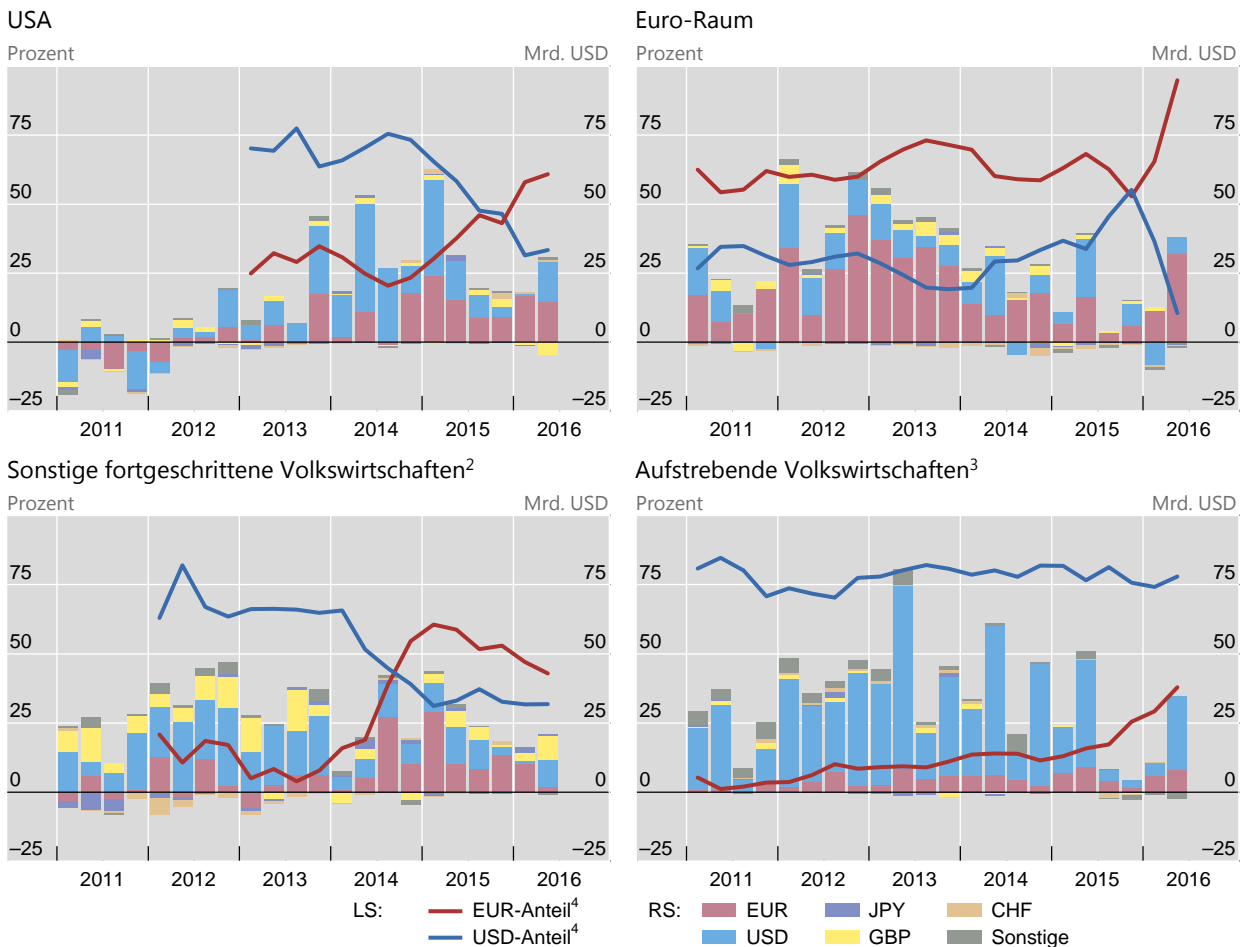 USA
Prozent Mrd. USD
75 75
50 50
25 25
0 0
–25 –25
2011 2012 2013 2014 2015 2016
Euro-Raum
Prozent Mrd. USD
75 75
50 50
25 25
0 0
–25 –25
2011 2012 2013 2014 2015 2016
Sonstige fortgeschrittene Volkswirtschaften²
Prozent Mrd. USD
75 75
50 50
25 25
0 0
–25 –25
2011 2012 2013 2014 2015 2016
Aufstrebende Volkswirtschaften³
Prozent Mrd. USD
75 75
50 50
25 25
0 0
–25 –25
2011 2012 2013 2014 2015 2016
LS: EUR-Anteil⁴
USD-Anteil⁴
RS: EUR JPY CHF
USD GBP Sonstige